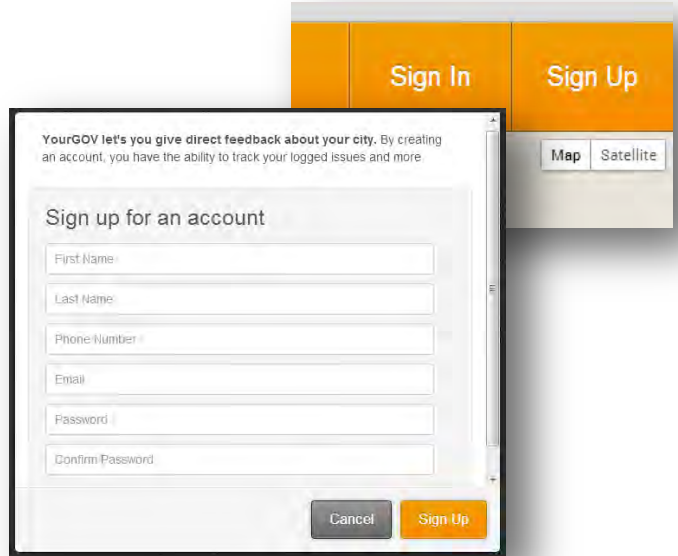 Sign In
Sign Up
Map
Satellite
YourGOV let's you give direct feedback about your city. By creating
an account, you have the ability to track your logged issues and more
Sign up for an account
First Name
Last Name
Phone Number
Email
Password
Confirm Password
Cancel
Sign Up